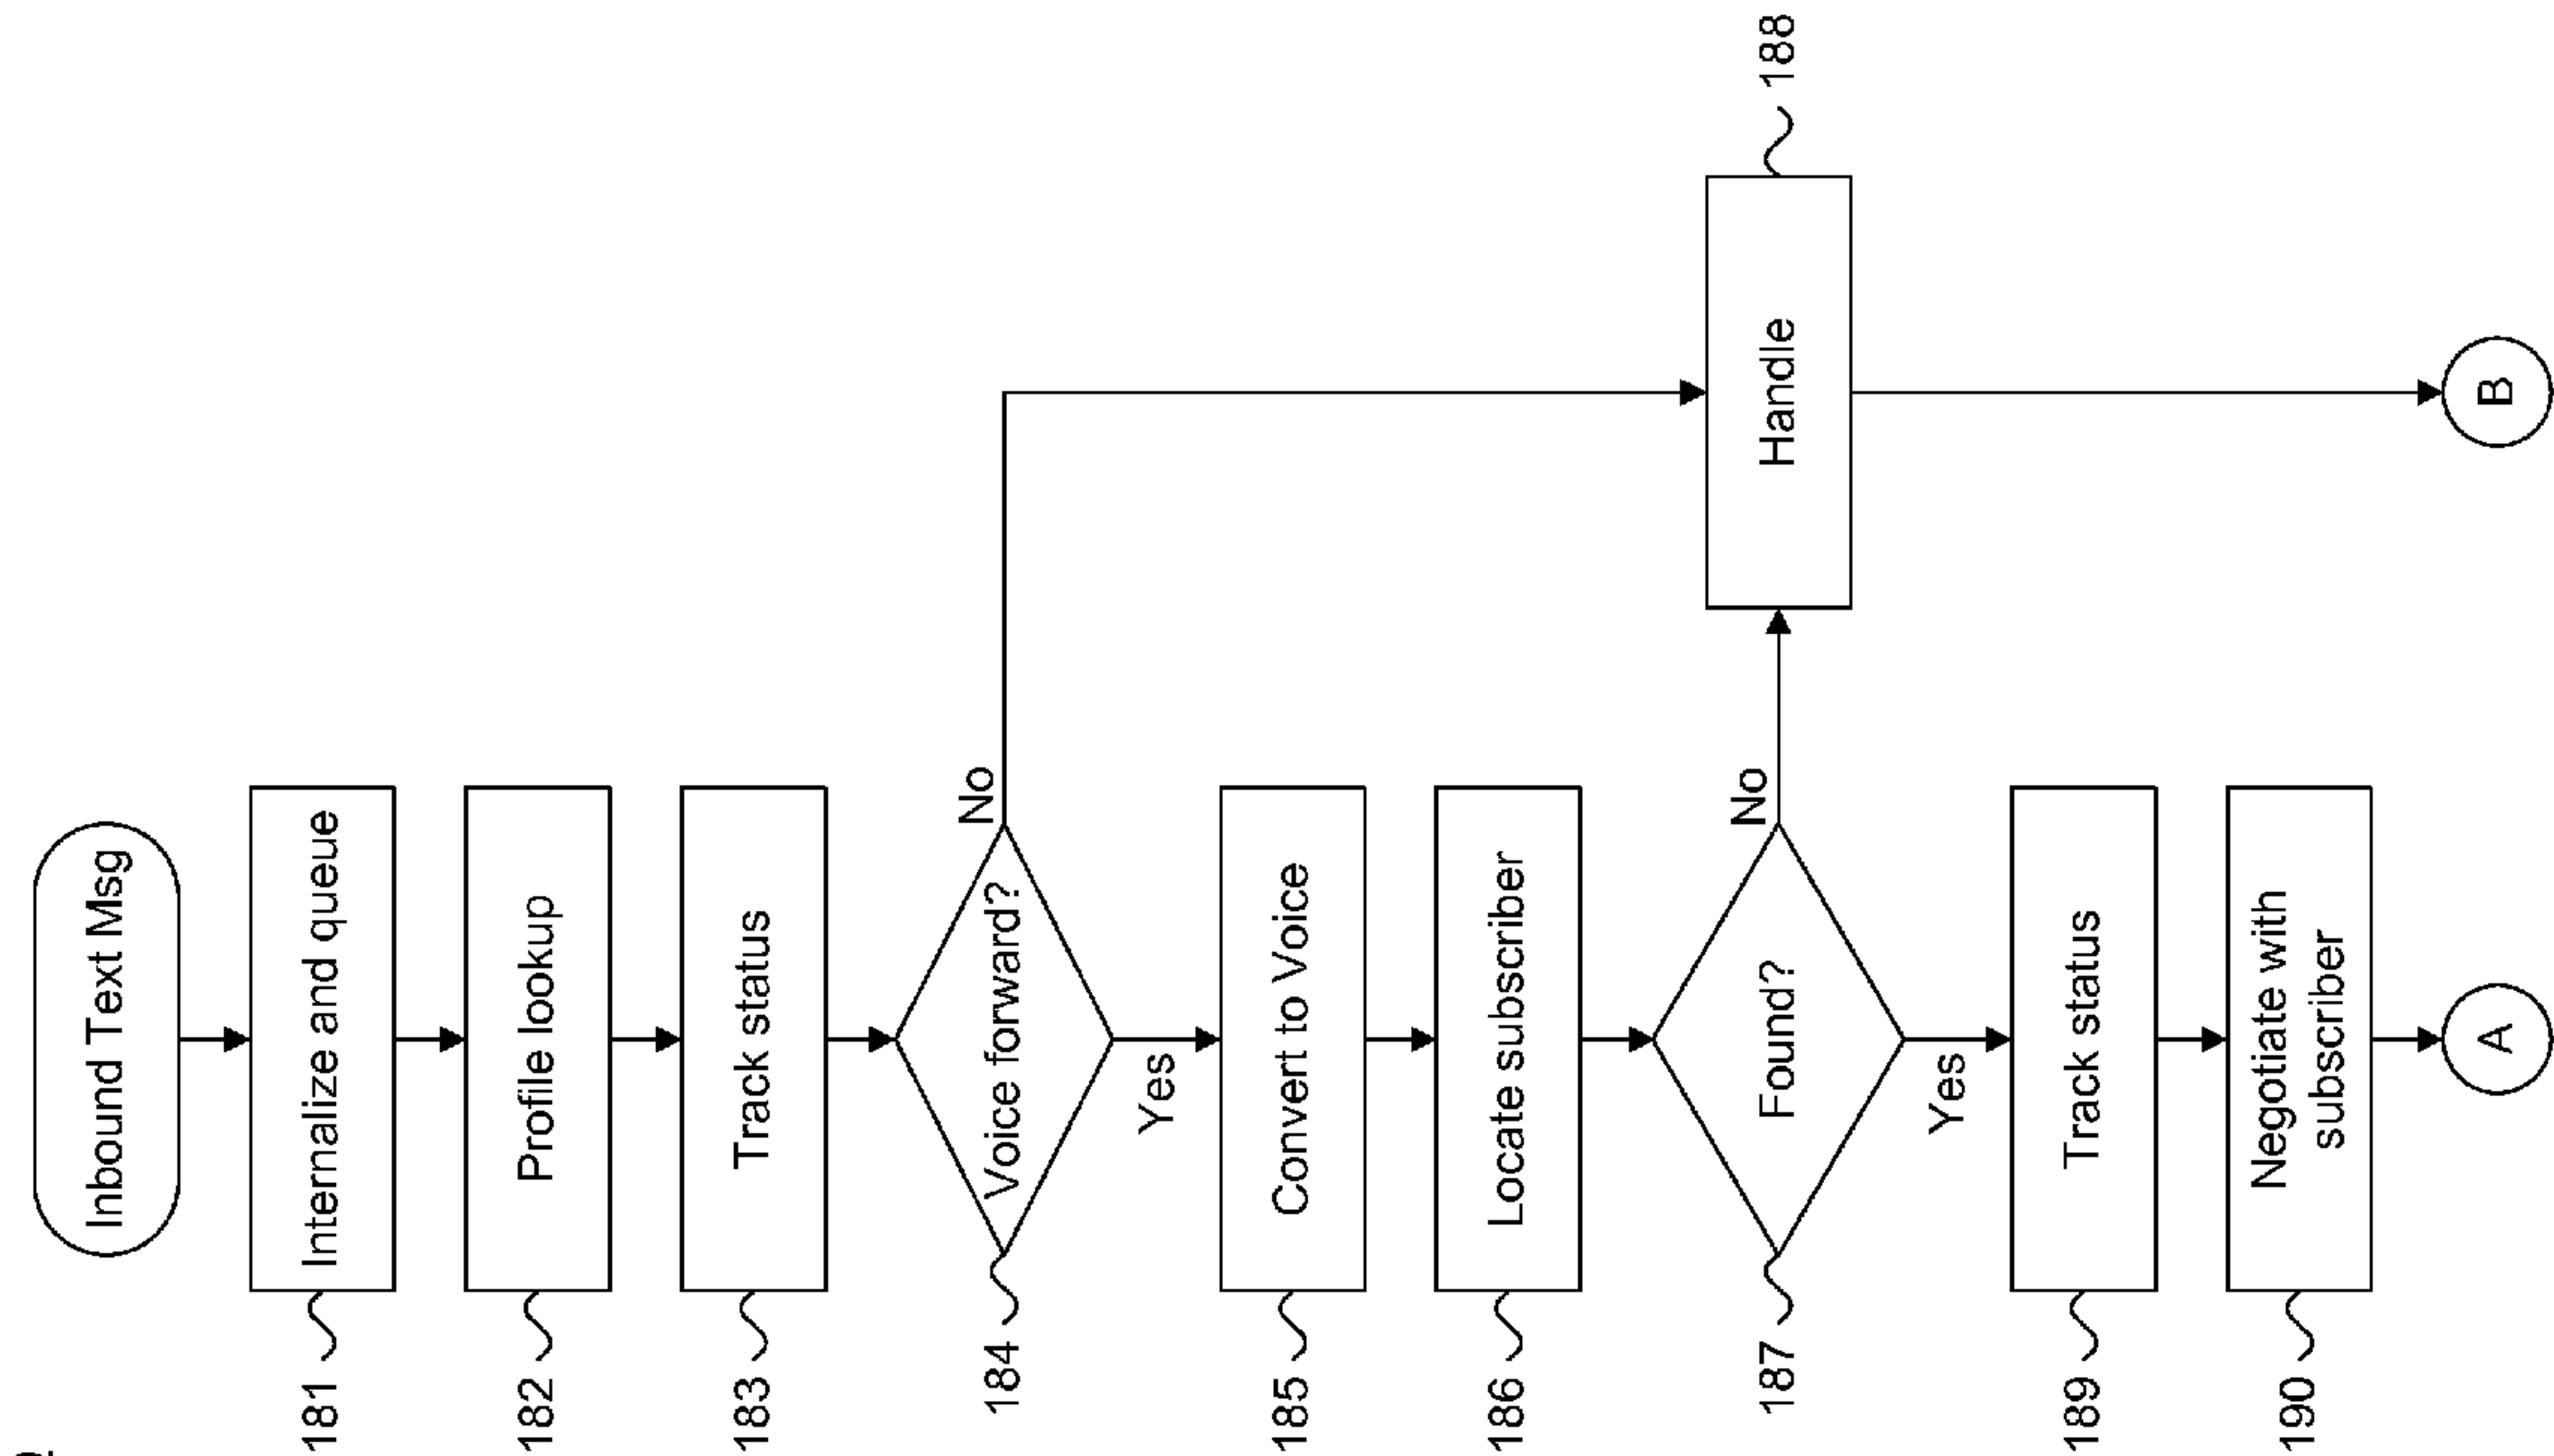 Inbound Text Msg
181
Internalize and queue
182
Profile lookup
183
Track status
184
Voice forward?
No
Yes
185
Convert to Voice
186
Locate subscriber
187
Found?
No
Handle
188
Yes
189
Track status
190
Negotiate with
subscriber
A
B